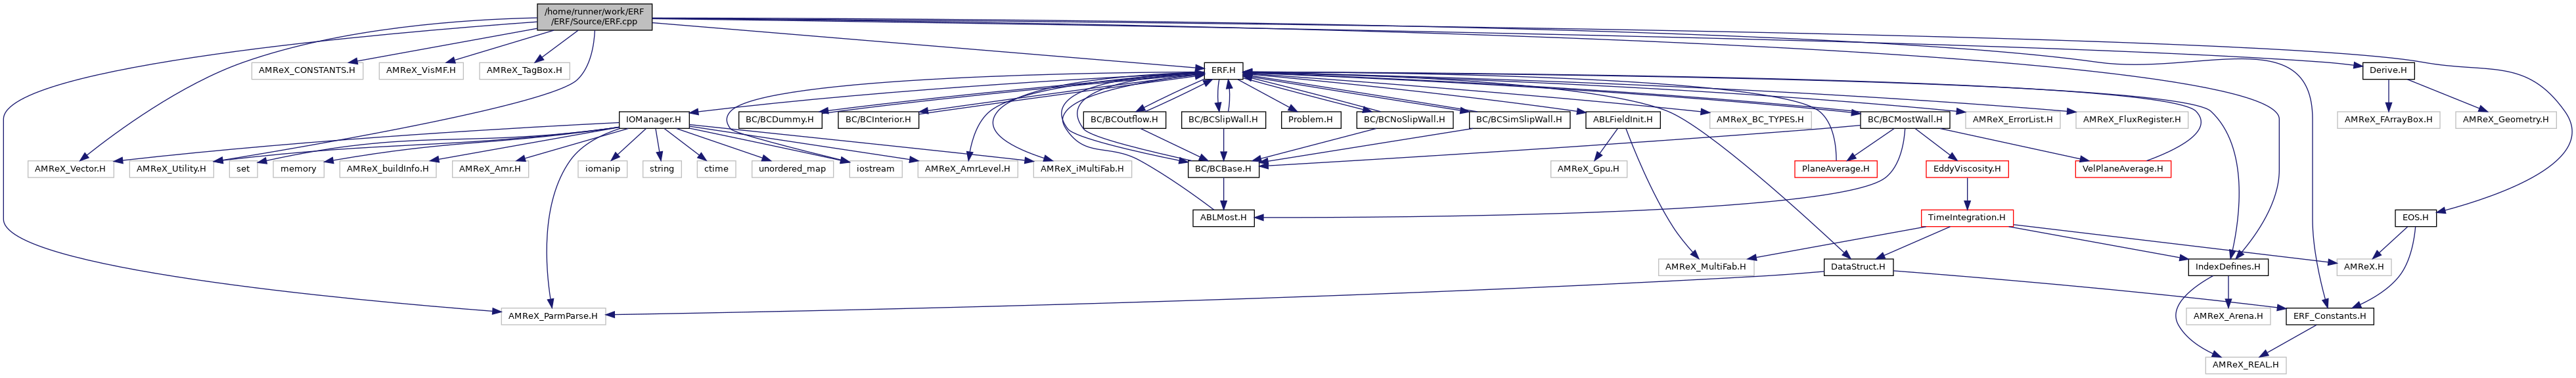 /home/runner/work/ERF
/ERF/Source/ERF.cpp
AMReX_CONSTANTS.H
AMReX_VisMF.H
AMReX_TagBox.H
ERF.H
Derive.H
IOManager.H
BC/BCDummy.H
BC/BCInterior.H
BC/BCOutflow.H
BC/BCSlipWall.H
Problem.H
BC/BCNoSlipWall.H
BC/BCSimSlipWall.H
ABLFieldInit.H
AMReX_BC_TYPES.H
BC/BCMostWall.H
AMReX_ErrorList.H
AMReX_FluxRegister.H
AMReX_FArrayBox.H
AMReX_Geometry.H
AMReX_Vector.H
AMReX_Utility.H
set
memory
AMReX_buildInfo.H
AMReX_Amr.H
iomanip
string
ctime
unordered_map
iostream
AMReX_AmrLevel.H
AMReX_iMultiFab.H
BC/BCBase.H
AMReX_Gpu.H
PlaneAverage.H
EddyViscosity.H
VelPlaneAverage.H
ABLMost.H
TimeIntegration.H
EOS.H
AMReX_MultiFab.H
DataStruct.H
IndexDefines.H
AMReX.H
AMReX_ParmParse.H
AMReX_Arena.H
ERF_Constants.H
AMReX_REAL.H